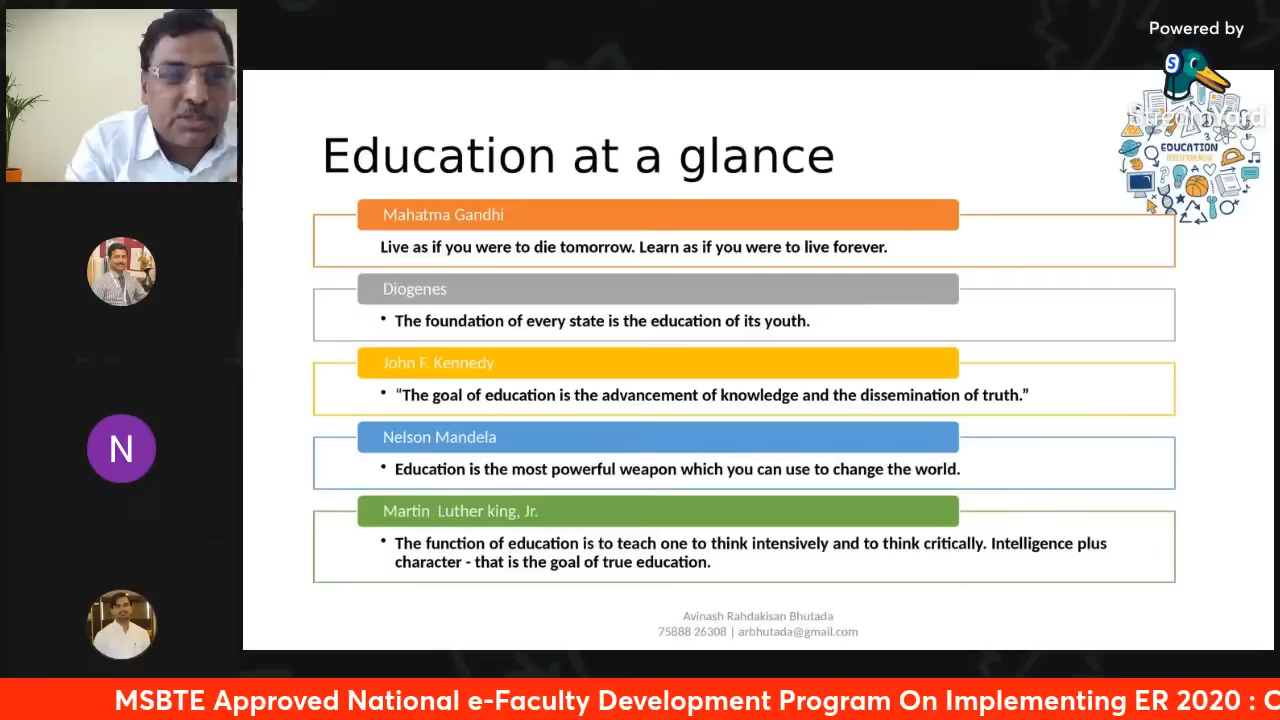 Powered by
S
StreamYard
EDUCATION
Education at a glance
Mahatma Gandhi
Live as if you were to die tomorrow. Learn as if you were to live forever.
Diogenes
• The foundation of every state is the education of its youth.
John F. Kennedy
• “The goal of education is the advancement of knowledge and the dissemination of truth.”
Nelson Mandela
• Education is the most powerful weapon which you can use to change the world.
Martin  Luther king, Jr.
• The function of education is to teach one to think intensively and to think critically. Intelligence plus
character - that is the goal of true education.
N
Avinash Rahdakisan Bhutada
75888 26308 | arbhutada@gmail.com
MSBTE Approved National e-Faculty Development Program On Implementing ER 2020 :